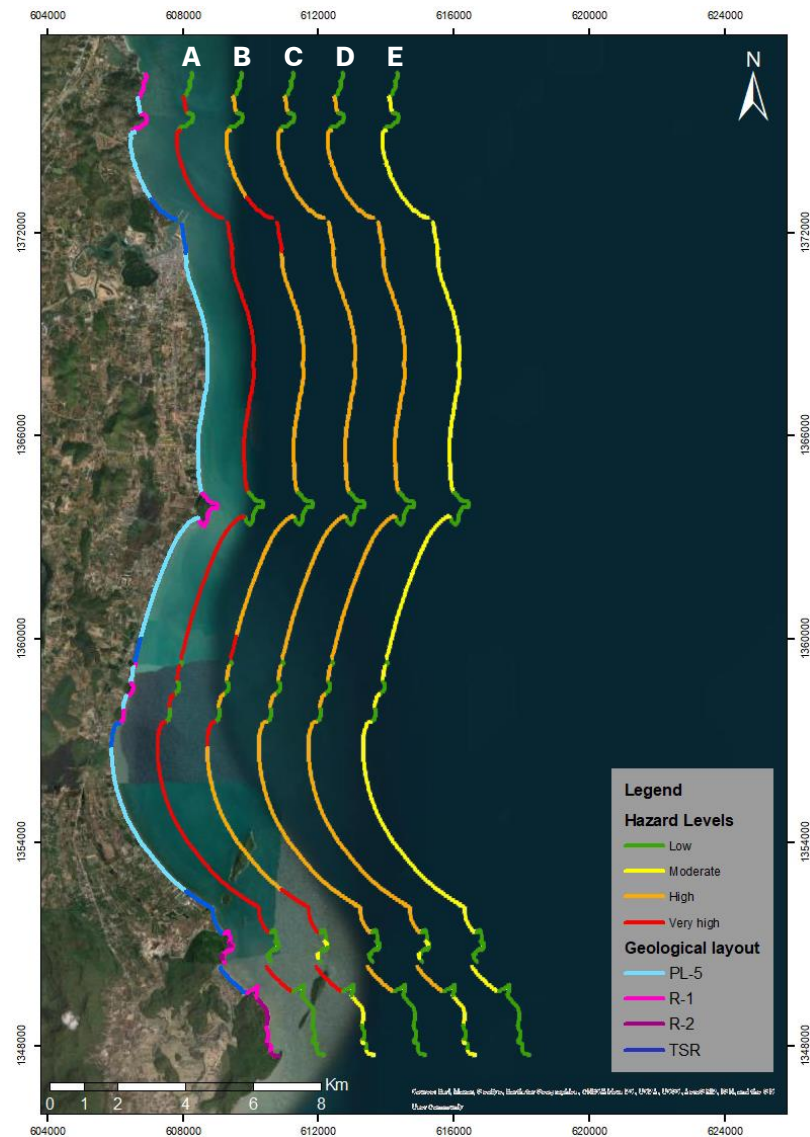 604000 608000 612000 616000 620000 624000
A B C D E
N
1372000 1372000
1366000 1366000
1360000 1360000
1354000 1354000
1348000 1348000
Legend
Hazard Levels
Low
Moderate
High
Very high
Geological layout
PL-5
R-1
R-2
TSR
Km
0 1 2 4 6 8
User Community
604000 608000 612000 616000 620000 624000